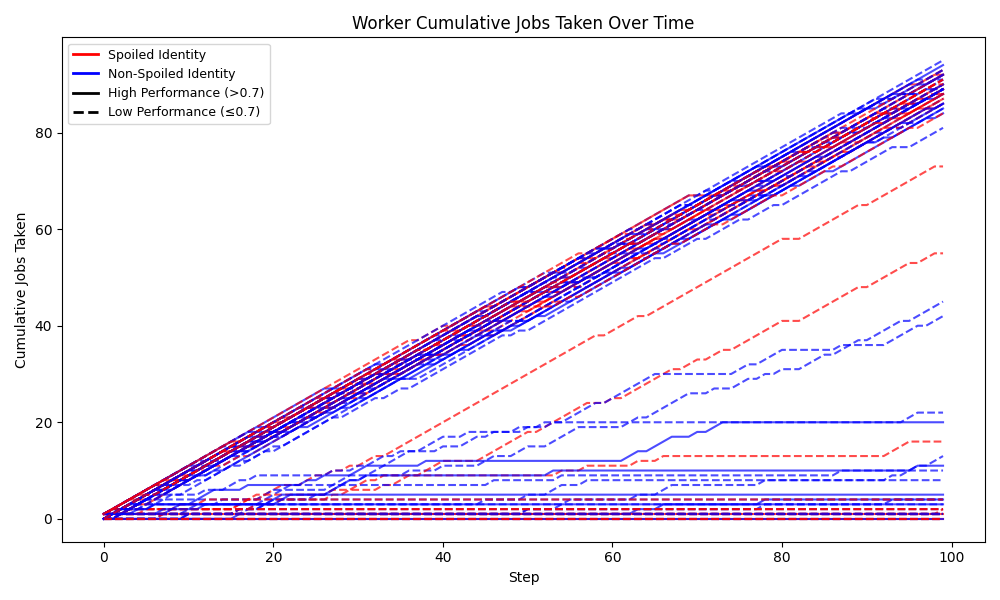 Worker Cumulative Jobs Taken Over Time
Spoiled Identity
Non-Spoiled Identity
High Performance (>0.7)
Low Performance (≤0.7)
Cumulative Jobs Taken
80
60
40
20
0
0 20 40 60 80 100
Step